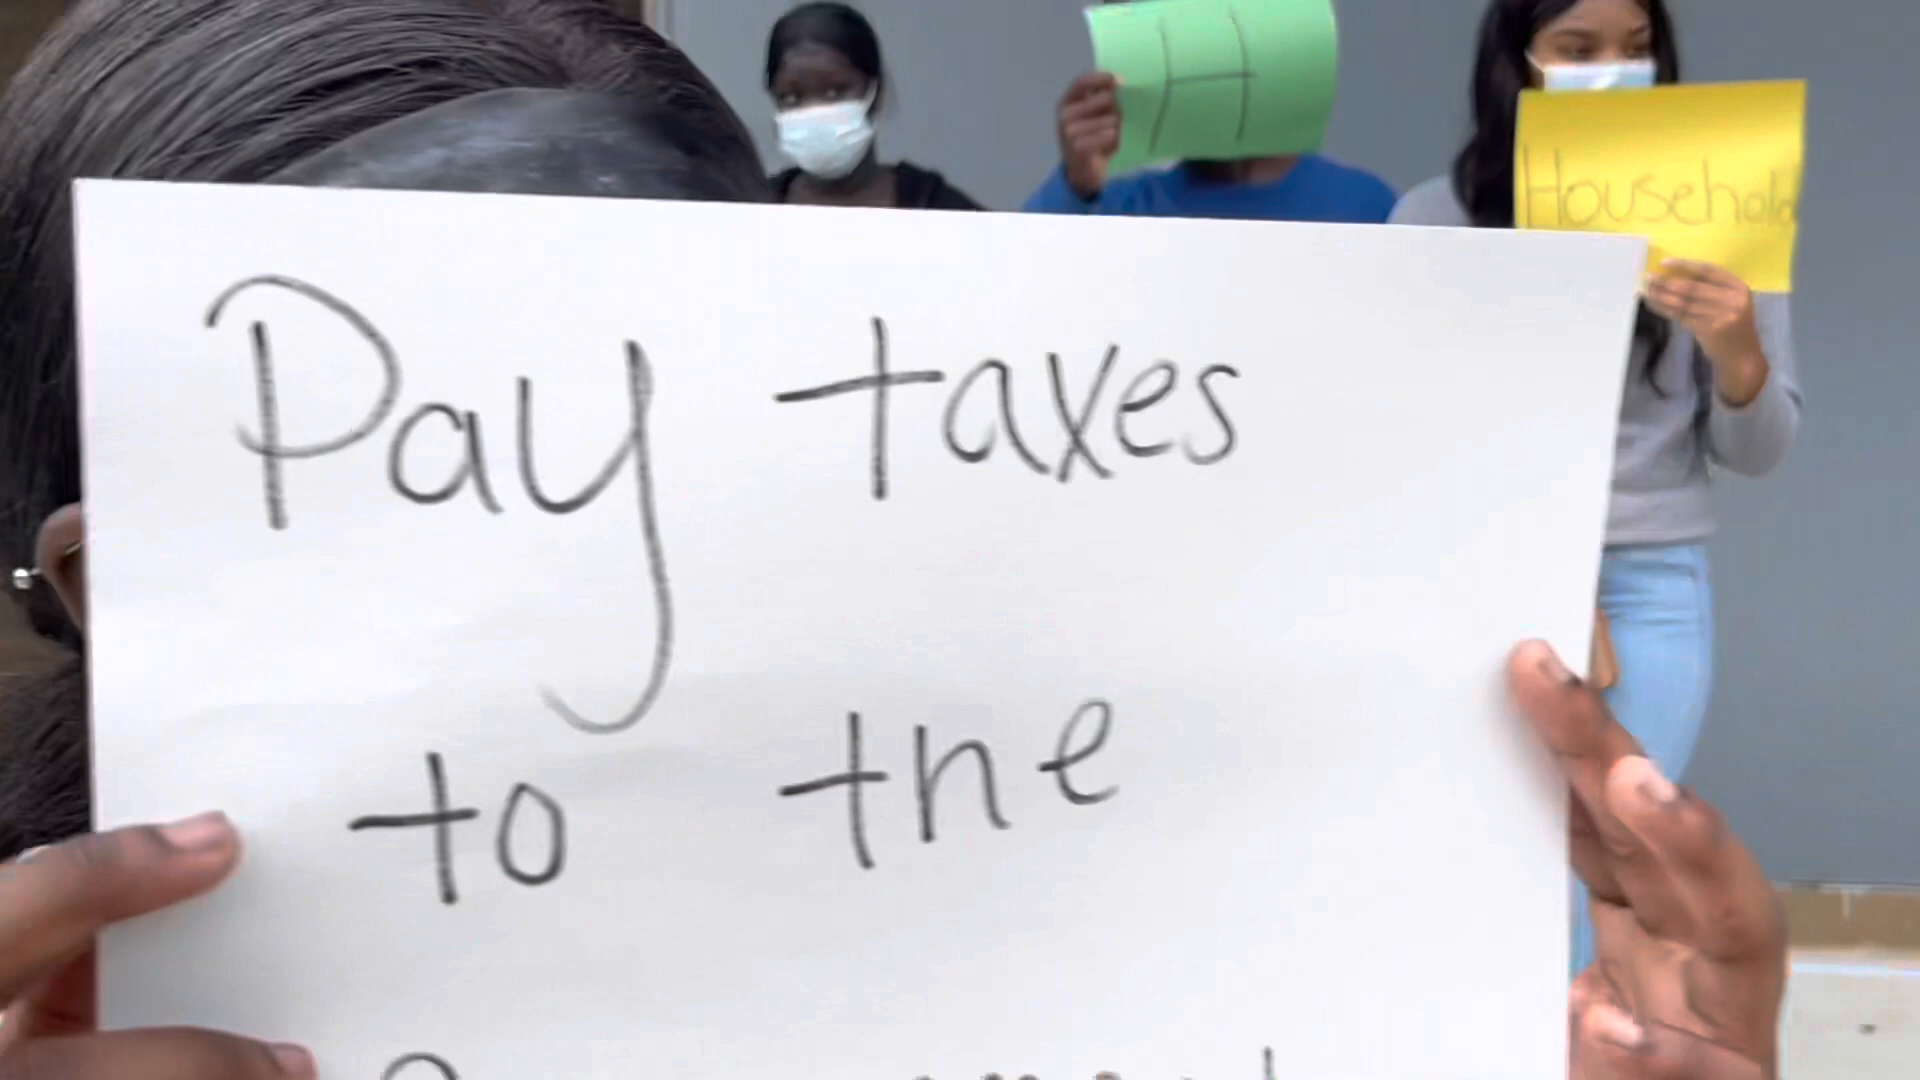 H
Household
Pay taxes
to the